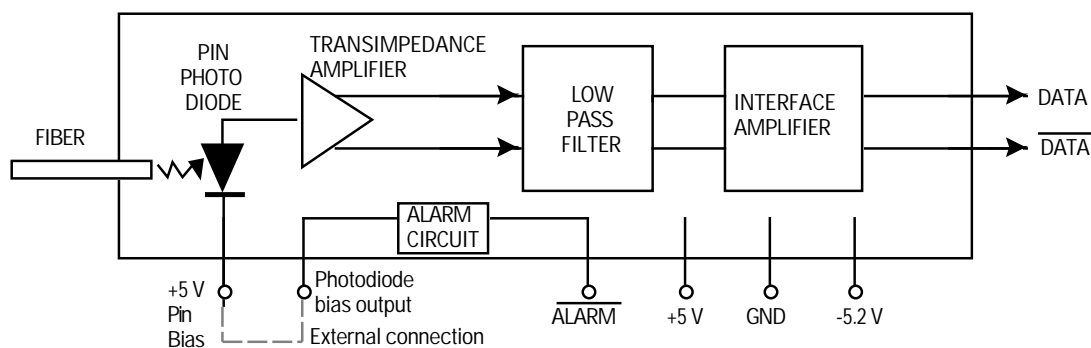 PIN
PHOTO
DIODE
TRANSIMPEDANCE
AMPLIFIER
LOW
PASS
FILTER
INTERFACE
AMPLIFIER
DATA
DATA
FIBER
ALARM
CIRCUIT
+5 V
Pin
Bias
Photodiode
bias output
External connection
ALARM
+5 V
GND
-5.2 V